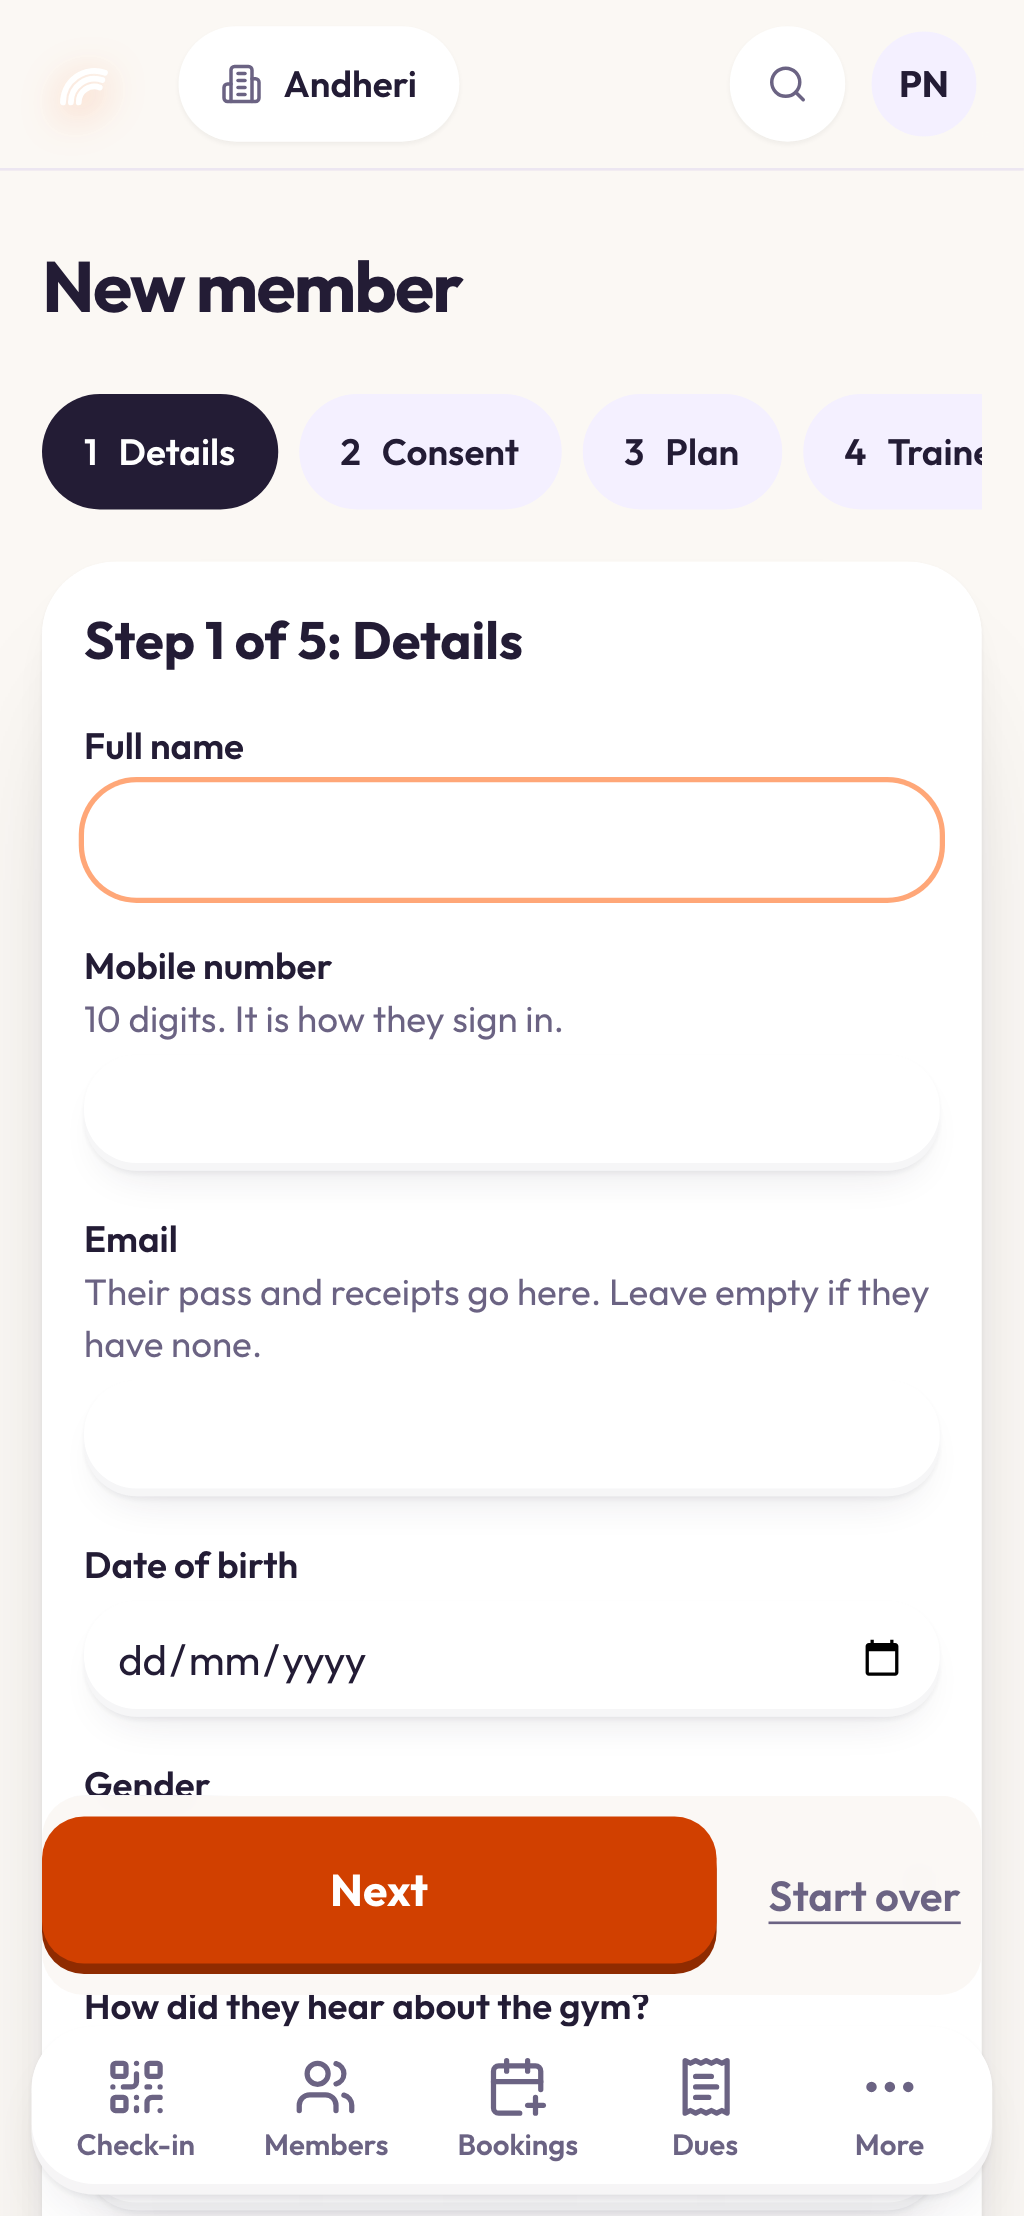 Andheri
PN
New member
1 Details
2 Consent
3 Plan
4 Traine
Step 1 of 5: Details
Full name
Mobile number
10 digits. It is how they sign in.
Email
Their pass and receipts go here. Leave empty if they
have none.
Date of birth
dd/mm/yyyy
Gender
Next
Start over
How did they hear about the gym?
Check-in
Members
Bookings
Dues
More